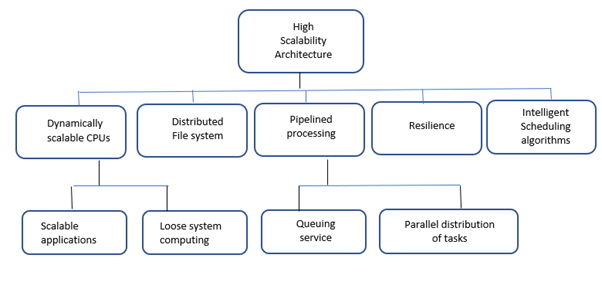 High
Scalability
Architecture
Dynamically
scalable CPUs
Distributed
File system
Pipelined
processing
Resilience
Intelligent
Scheduling
algorithms
Scalable
applications
Loose system
computing
Queuing
service
Parallel distribution
of tasks